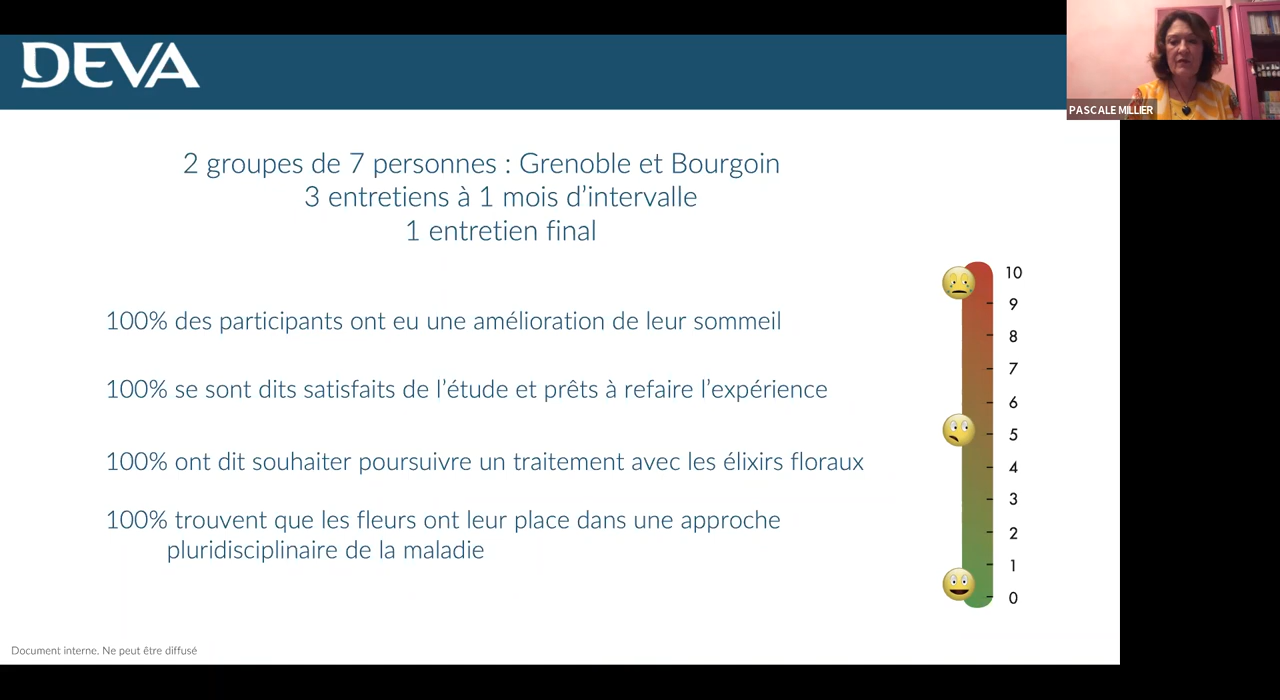 DEVA
PASCALE MILLIER
2 groupes de 7 personnes : Grenoble et Bourgoin
3 entretiens à 1 mois d’intervalle
1 entretien final
100% des participants ont eu une amélioration de leur sommeil
100% se sont dits satisfaits de l’étude et prêts à refaire l’expérience
100% ont dit souhaiter poursuivre un traitement avec les élixirs floraux
100% trouvent que les fleurs ont leur place dans une approche
pluridisciplinaire de la maladie
10
9
8
7
6
5
4
3
2
1
0
Document interne. Ne peut être diffusé